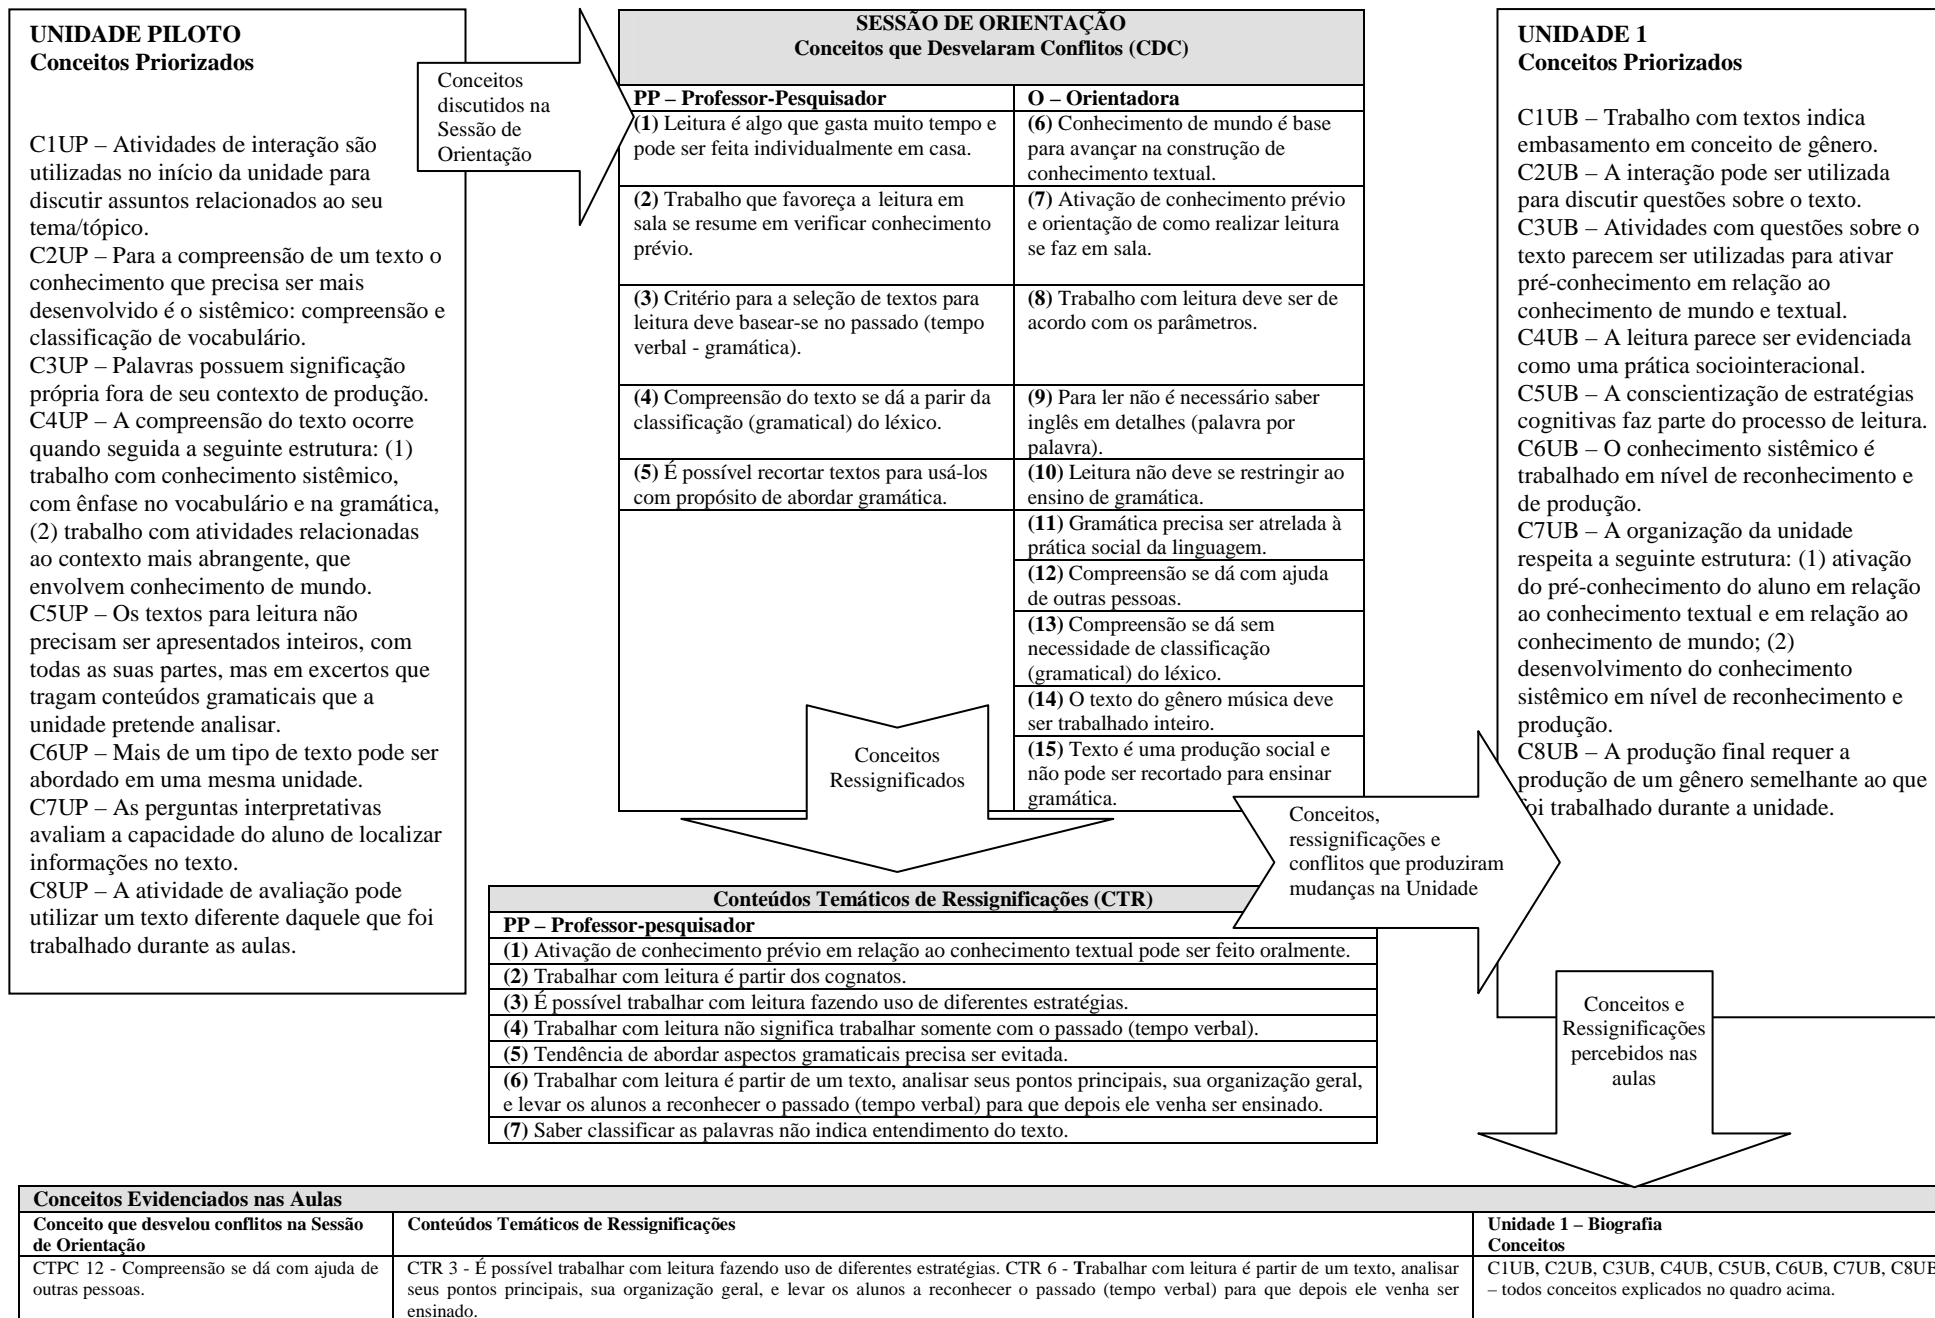 UNIDADE PILOTO
Conceitos Priorizados
C1UP – Atividades de interação são
utilizadas no início da unidade para
discutir assuntos relacionados ao seu
tema/tópico.
C2UP – Para a compreensão de um texto o
conhecimento que precisa ser mais
desenvolvido é o sistêmico: compreensão e
classificação de vocabulário.
C3UP – Palavras possuem significação
própria fora de seu contexto de produção.
C4UP – A compreensão do texto ocorre
quando seguida a seguinte estrutura: (1)
trabalho com conhecimento sistêmico,
com ênfase no vocabulário e na gramática,
(2) trabalho com atividades relacionadas
ao contexto mais abrangente, que
envolvem conhecimento de mundo.
C5UP – Os textos para leitura não
precisam ser apresentados inteiros, com
todas as suas partes, mas em excertos que
tragam conteúdos gramaticais que a
unidade pretende analisar.
C6UP – Mais de um tipo de texto pode ser
abordado em uma mesma unidade.
C7UP – As perguntas interpretativas
avaliam a capacidade do aluno de localizar
informações no texto.
C8UP – A atividade de avaliação pode
utilizar um texto diferente daquele que foi
trabalhado durante as aulas.
Conceitos
discutidos na
Sessão de
Orientação
SESSÃO DE ORIENTAÇÃO
Conceitos que Desvelaram Conflitos (CDC)
PP – Professor-Pesquisador
O – Orientadora
(1) Leitura é algo que gasta muito tempo e
pode ser feita individualmente em casa.
(6) Conhecimento de mundo é base
para avançar na construção de
conhecimento textual.
(2) Trabalho que favoreça a leitura em
sala se resume em verificar conhecimento
prévio.
(7) Ativação de conhecimento prévio
e orientação de como realizar leitura
se faz em sala.
(3) Critério para a seleção de textos para
leitura deve basear-se no passado (tempo
verbal - gramática).
(8) Trabalho com leitura deve ser de
acordo com os parâmetros.
(4) Compreensão do texto se dá a parir da
classificação (gramatical) do léxico.
(9) Para ler não é necessário saber
inglês em detalhes (palavra por
palavra).
(5) É possível recortar textos para usá-los
com propósito de abordar gramática.
(10) Leitura não deve se restringir ao
ensino de gramática.
(11) Gramática precisa ser atrelada à
prática social da linguagem.
(12) Compreensão se dá com ajuda
de outras pessoas.
(13) Compreensão se dá sem
necessidade de classificação
(gramatical) do léxico.
(14) O texto do gênero música deve
ser trabalhado inteiro.
(15) Texto é uma produção social e
não pode ser recortado para ensinar
gramática.
Conceitos
Ressignificados
Conceitos,
ressignificações e
conflitos que produziram
mudanças na Unidade
UNIDADE 1
Conceitos Priorizados
C1UB – Trabalho com textos indica
embasamento em conceito de gênero.
C2UB – A interação pode ser utilizada
para discutir questões sobre o texto.
C3UB – Atividades com questões sobre o
texto parecem ser utilizadas para ativar
pré-conhecimento em relação ao
conhecimento de mundo e textual.
C4UB – A leitura parece ser evidenciada
como uma prática sociointeracional.
C5UB – A conscientização de estratégias
cognitivas faz parte do processo de leitura.
C6UB – O conhecimento sistêmico é
trabalhado em nível de reconhecimento e
de produção.
C7UB – A organização da unidade
respeita a seguinte estrutura: (1) ativação
do pré-conhecimento do aluno em relação
ao conhecimento textual e em relação ao
conhecimento de mundo; (2)
desenvolvimento do conhecimento
sistêmico em nível de reconhecimento e
produção.
C8UB – A produção final requer a
produção de um gênero semelhante ao que
foi trabalhado durante a unidade.
Conteúdos Temáticos de Ressignificações (CTR)
PP – Professor-pesquisador
(1) Ativação de conhecimento prévio em relação ao conhecimento textual pode ser feito oralmente.
(2) Trabalhar com leitura é partir dos cognatos.
(3) É possível trabalhar com leitura fazendo uso de diferentes estratégias.
(4) Trabalhar com leitura não significa trabalhar somente com o passado (tempo verbal).
(5) Tendência de abordar aspectos gramaticais precisa ser evitada.
(6) Trabalhar com leitura é partir de um texto, analisar seus pontos principais, sua organização geral,
e levar os alunos a reconhecer o passado (tempo verbal) para que depois ele venha ser ensinado.
(7) Saber classificar as palavras não indica entendimento do texto.
Conceitos e
Ressignificações
percebidos nas
aulas
Conceitos Evidenciados nas Aulas
Conceito que desvelou conflitos na Sessão
de Orientação
Conteúdos Temáticos de Ressignificações
Unidade 1 – Biografia
Conceitos
CTPC 12 - Compreensão se dá com ajuda de
outras pessoas.
CTR 3 - É possível trabalhar com leitura fazendo uso de diferentes estratégias. CTR 6 - Trabalhar com leitura é partir de um texto, analisar
seus pontos principais, sua organização geral, e levar os alunos a reconhecer o passado (tempo verbal) para que depois ele venha ser
ensinado.
C1UB, C2UB, C3UB, C4UB, C5UB, C6UB, C7UB, C8UB
– todos conceitos explicados no quadro acima.